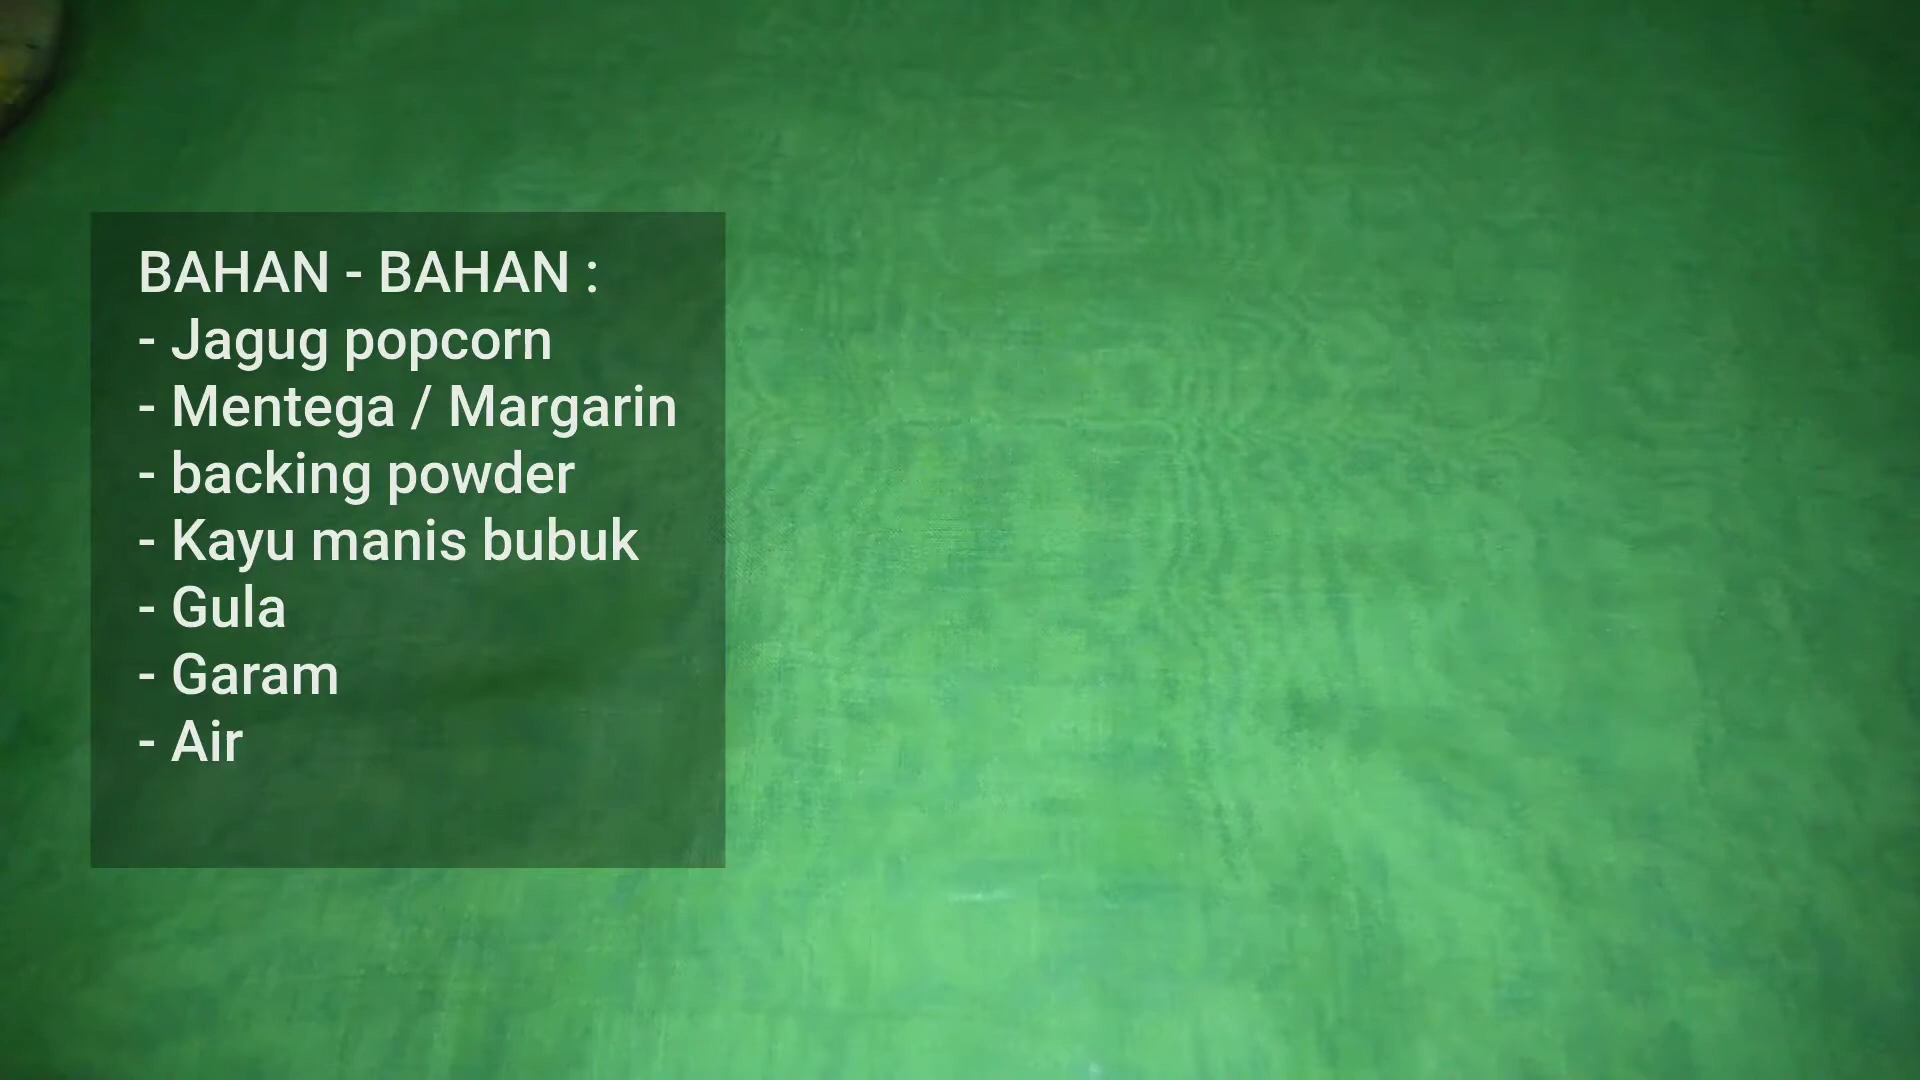 BAHAN - BAHAN :
- Jagug popcorn
- Mentega / Margarin
- backing powder
- Kayu manis bubuk
- Gula
- Garam
- Air